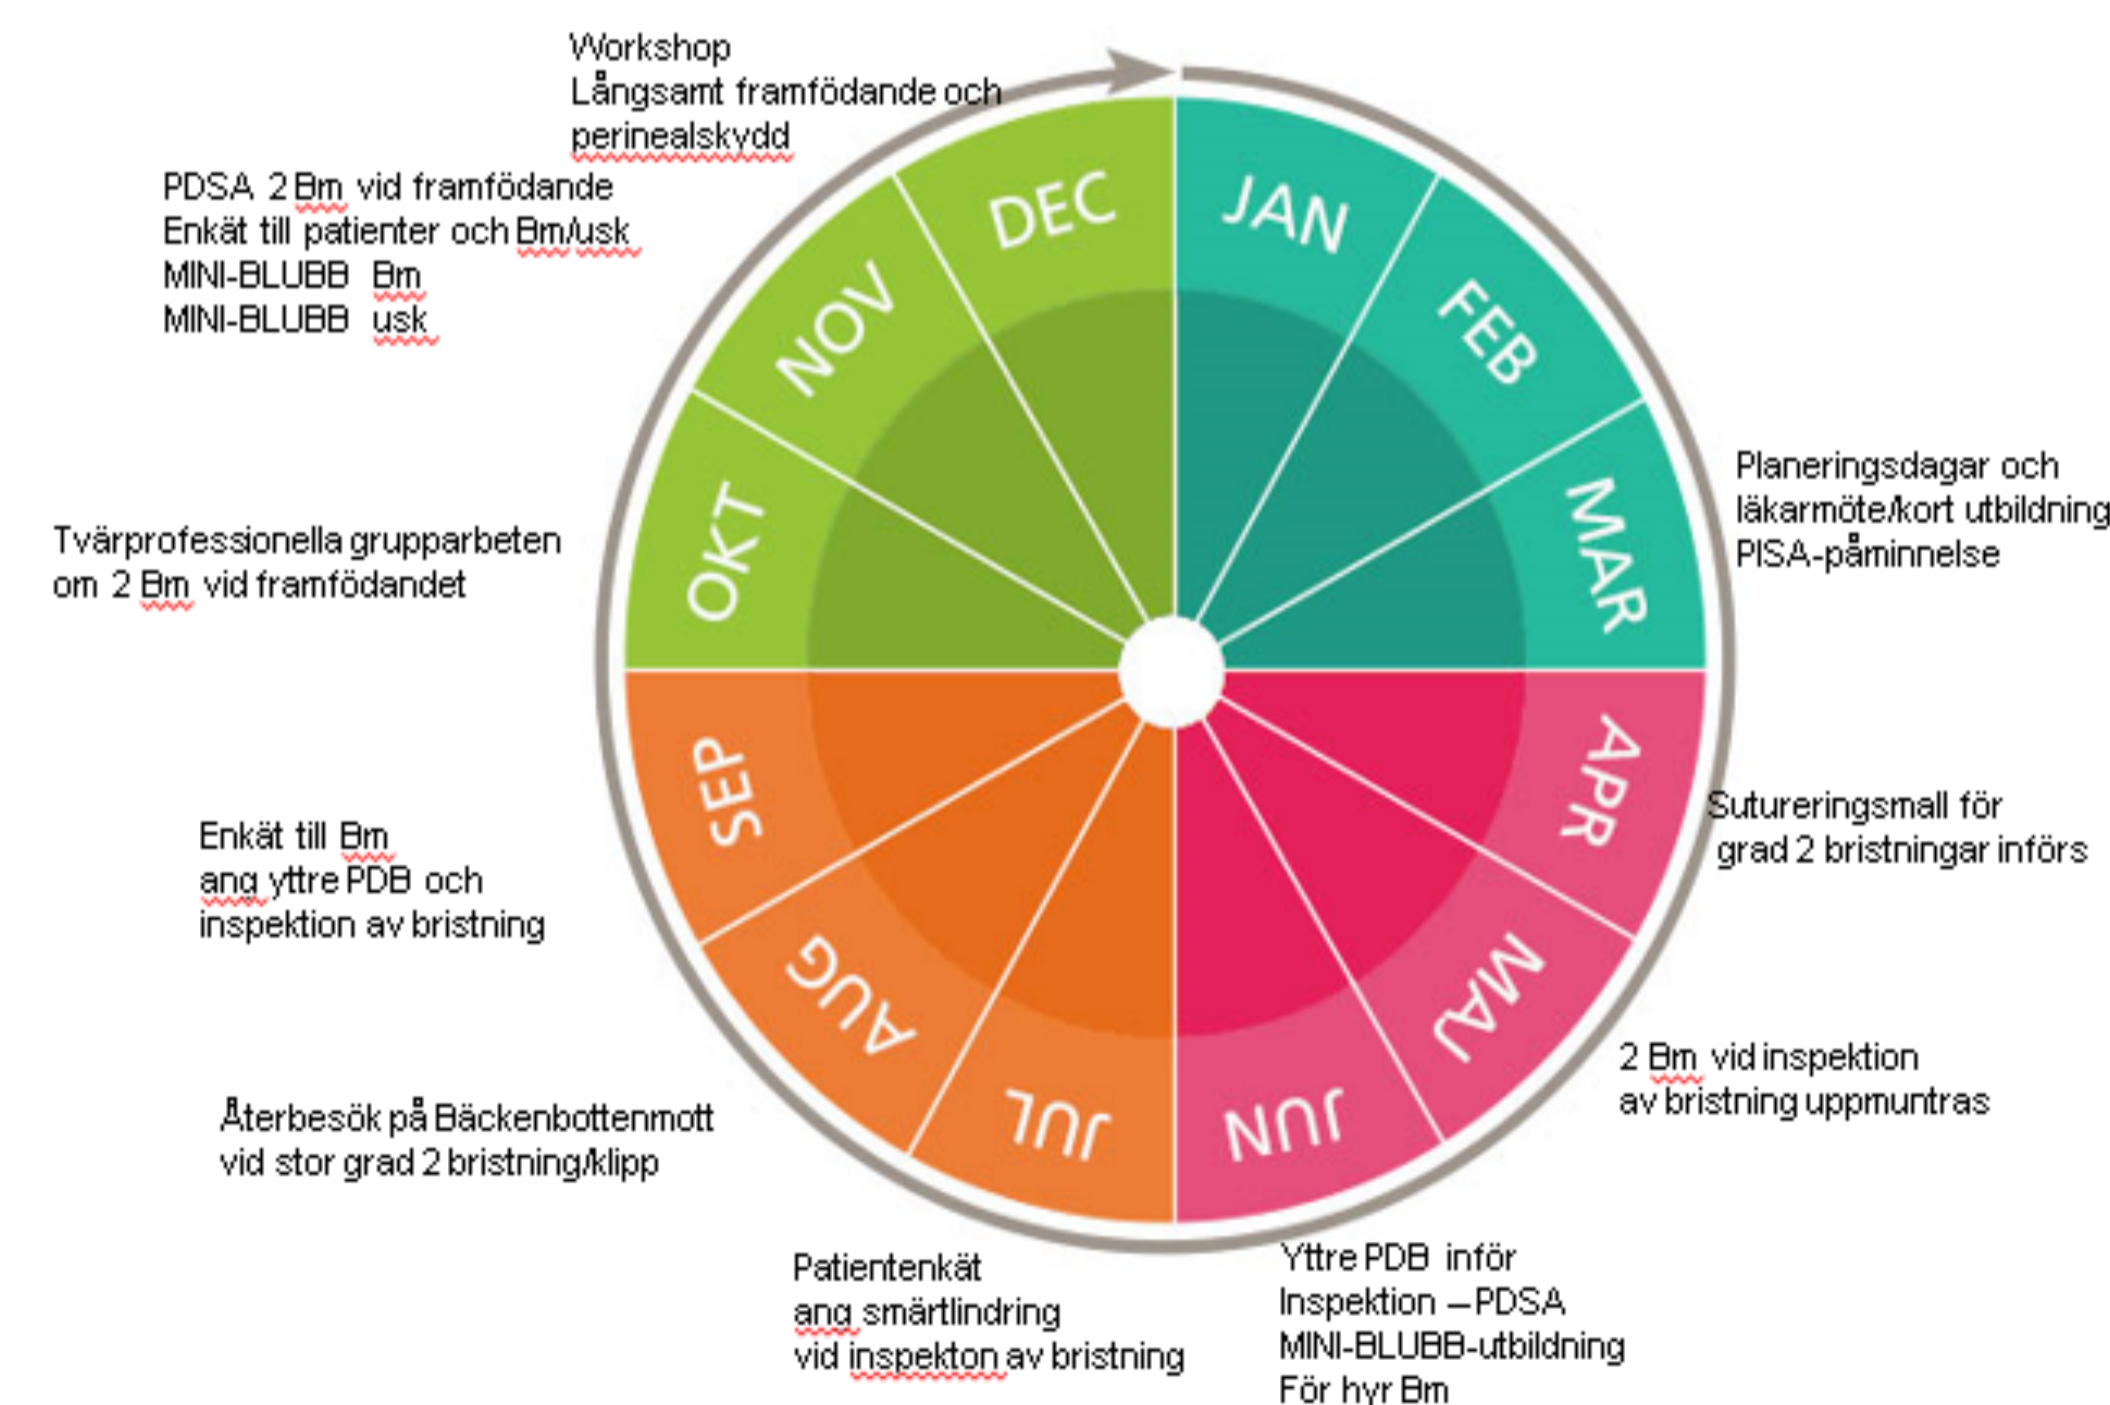 Workshop
Långsamt framfödande och
perinealskydd
PDSA 2 Bm vid framfödande
Enkät till patienter och Bm/usk
MINI-BLUBB Bm
MINI-BLUBB usk
Tvärprofessionella grupparbeten
om 2 Bm vid framfödandet
Enkät till Bm
ang yttre PDB och
inspektion av bristning
Återbesök på Bäckenbottenmott
vid stor grad 2 bristning/klipp
Patientenkät
ang smärtlindring
vid inspekton av bristning
Yttre PDB inför
Inspektion – PDSA
MINI-BLUBB-utbildning
För hyr Bm
2 Bm vid inspektion
av bristning uppmuntras
Sutureringsmall för
grad 2 bristningar införs
Planeringsdagar och
läkarmöte/kort utbildning
PISA-påminnelse
JAN
FEB
MAR
APR
MAJ
JUN
JUL
AUG
SEP
OKT
NOV
DEC